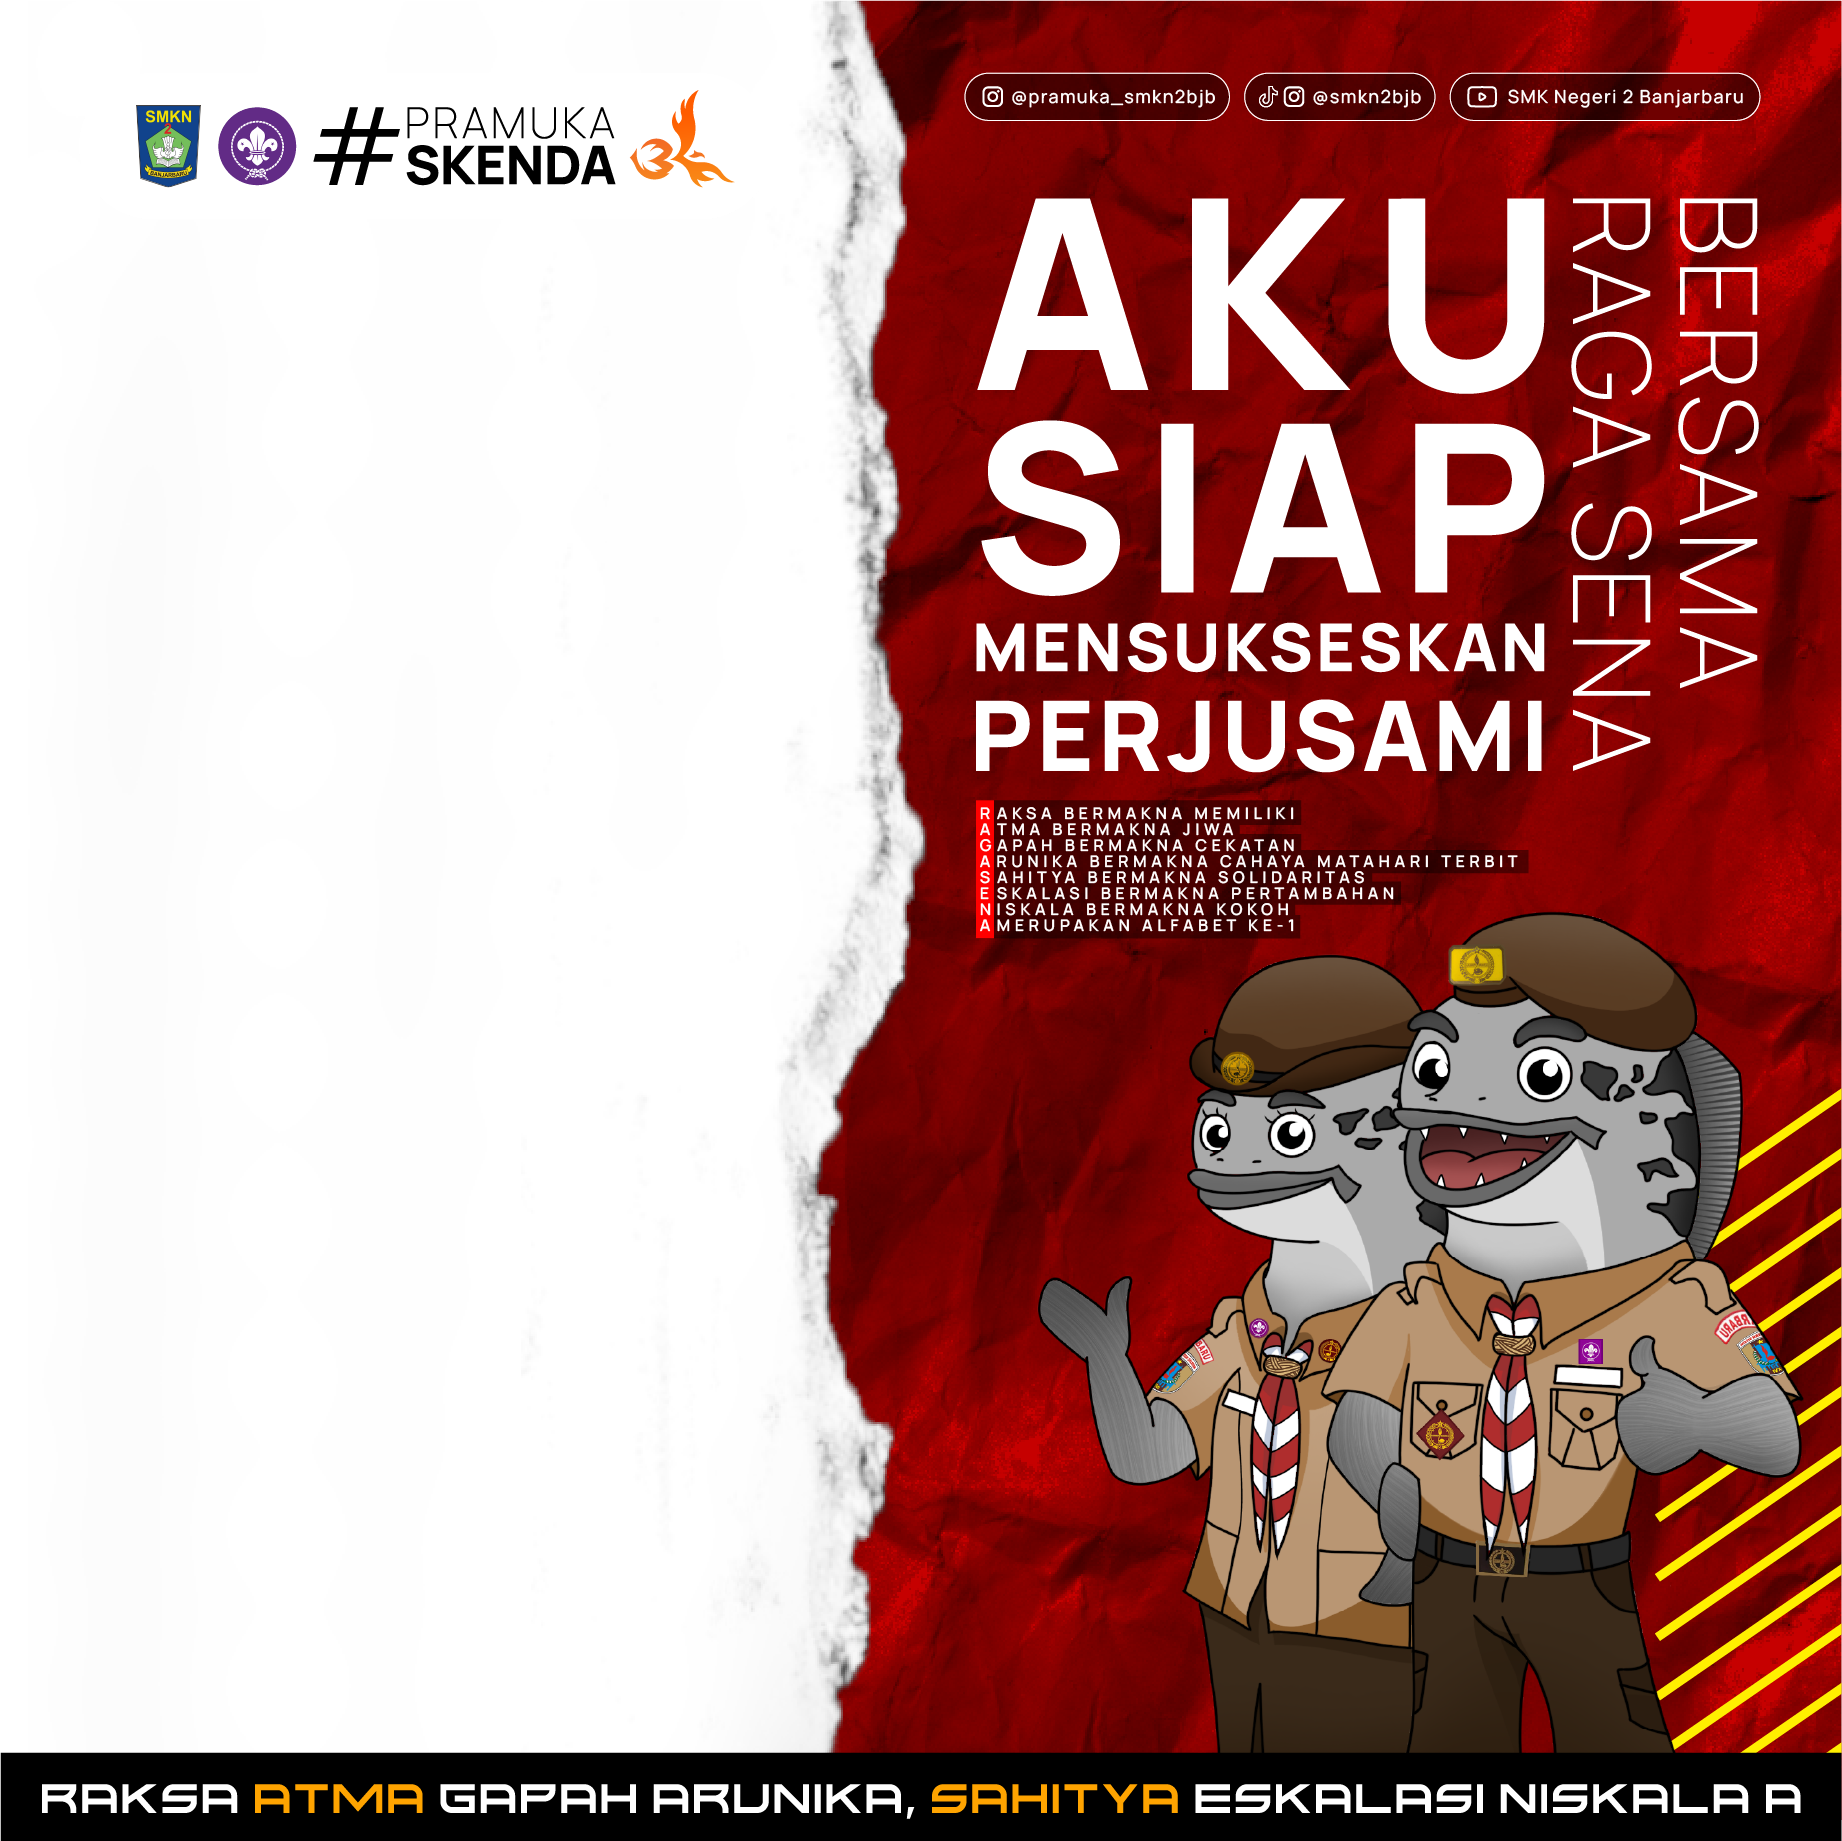 SMKN
2
BANJARBARU
#PRAMUKA
SKENDA
@pramuka_smkn2bjb
@smkn2bjb
SMK Negeri 2 Banjarbaru
AKU
SIAP
MENSUKSESKAN
PERJUSAMI
BERSAMA
RAGA SENA
RAKSA BERMAKNA MEMILIKI
ATMA BERMAKNA JIWA
GAPAH BERMAKNA CEKATAN
ARUNIKA BERMAKNA CAHAYA MATAHARI TERBIT
SAHITYA BERMAKNA SOLIDARITAS
ESKALASI BERMAKNA PERTAMBAHAN
NISKALA BERMAKNA KOKOH
A MERUPAKAN ALFABET KE-1
RAKSA ATMA GAPAH ARUNIKA, SAHITYA ESKALASI NISKALA A